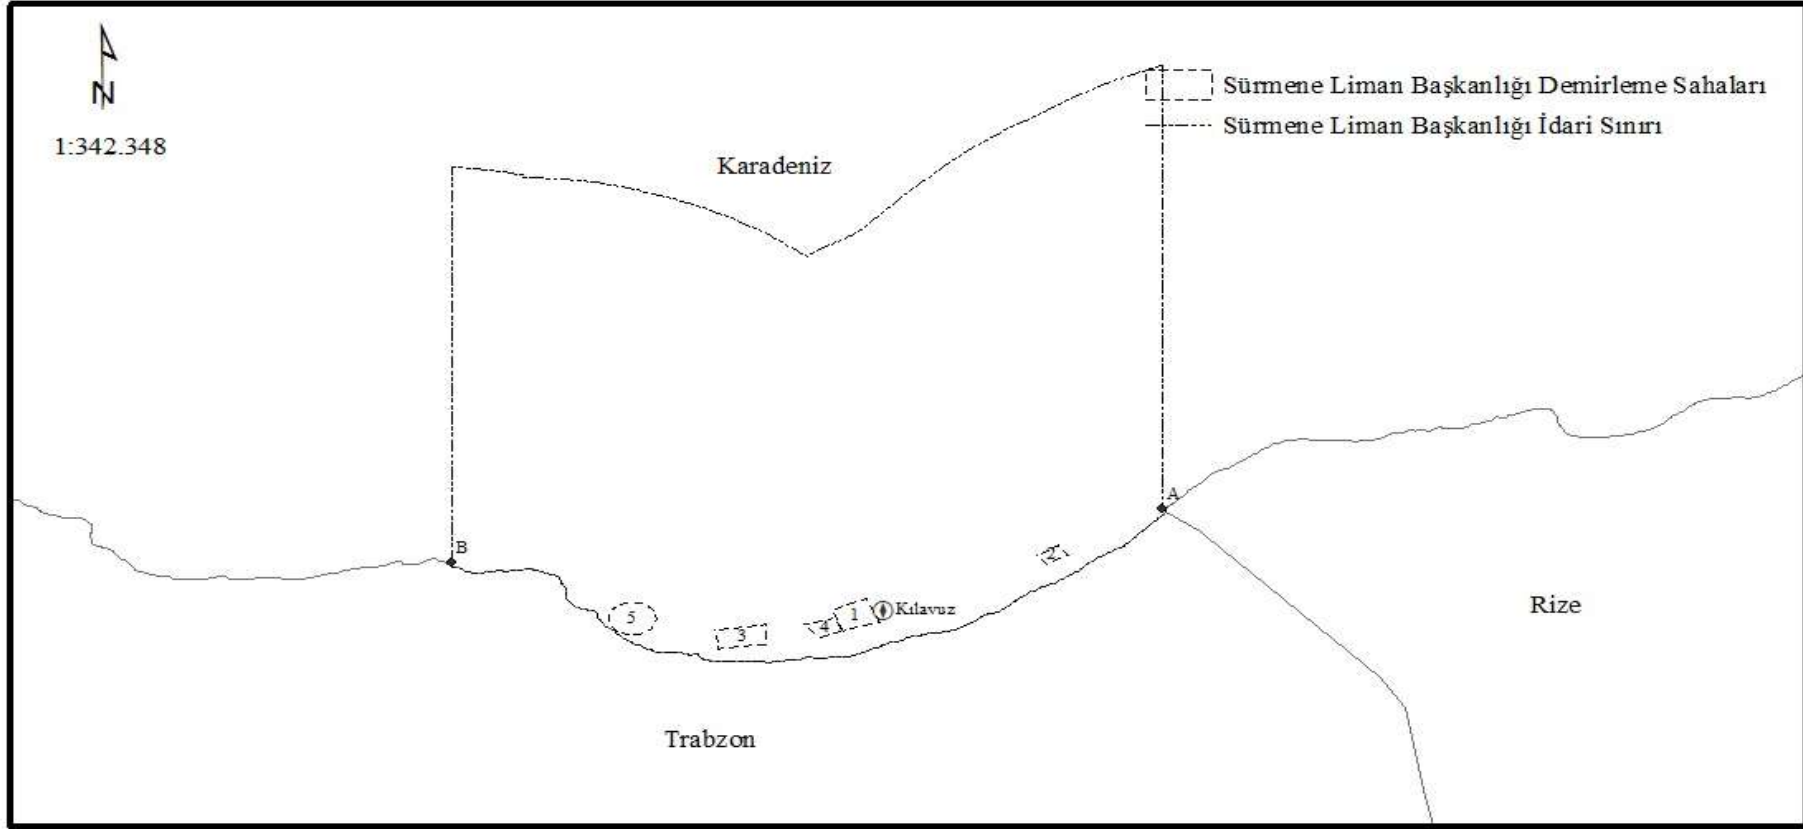 N
1:342.348
Sürmene Liman Başkanlığı Demirleme Sahaları
Sürmene Liman Başkanlığı İdari Sınırı
Karadeniz
A
B
2
5
3
4
1
Kılavuz
Rize
Trabzon